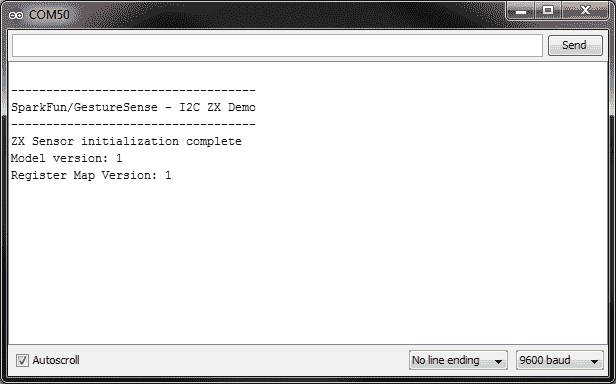 COM50
Send
-----------------------------------
SparkFun/GestureSense - I2C ZX Demo
-----------------------------------
ZX Sensor initialization complete
Model version: 1
Register Map Version: 1
Autoscroll
No line ending
9600 baud